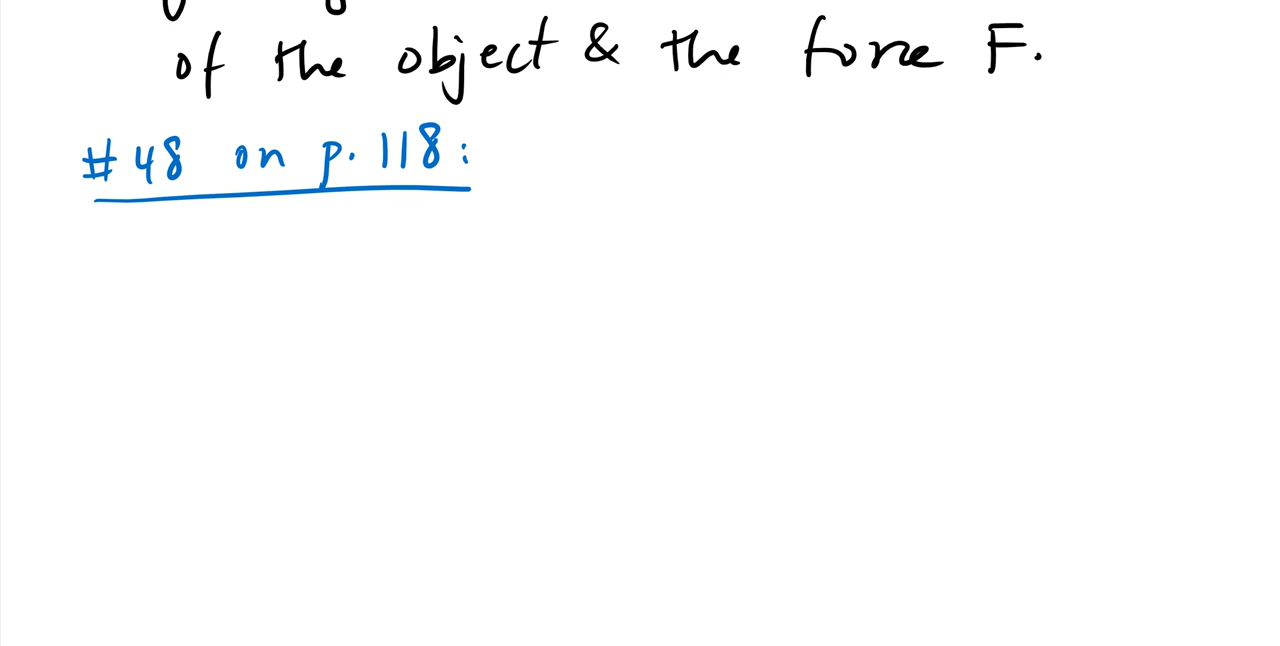 of the object & the force F.
#48 on p. 118: